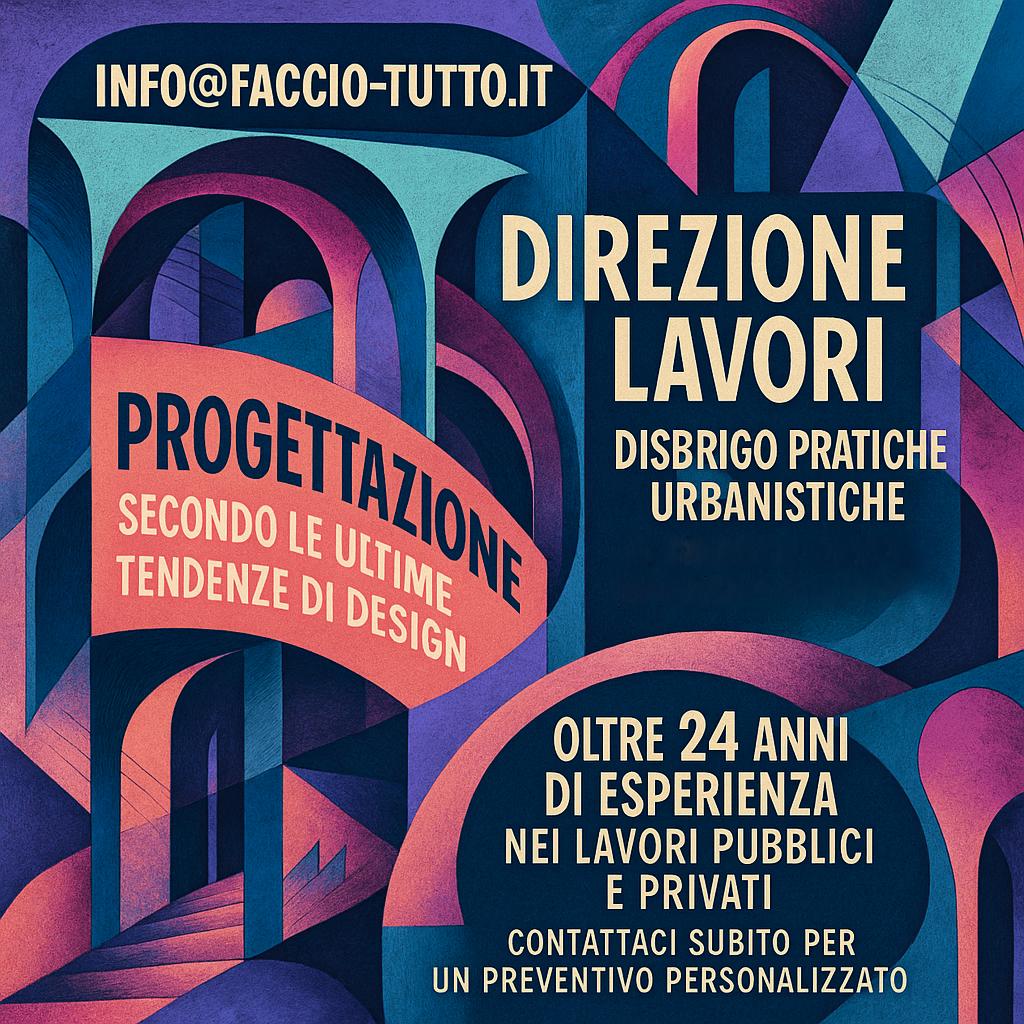 INFO@FACCIO-TUTTO.IT
DIREZIONE
LAVORI
DISBRIGO PRATICHE
URBANISTICHE
PROGETTAZIONE
SECONDO LE ULTIME
TENDENZE DI DESIGN
OLTRE 24 ANNI
DI ESPERIENZA
NEI LAVORI PUBBLICI
E PRIVATI
CONTATTACI SUBITO PER
UN PREVENTIVO PERSONALIZZATO